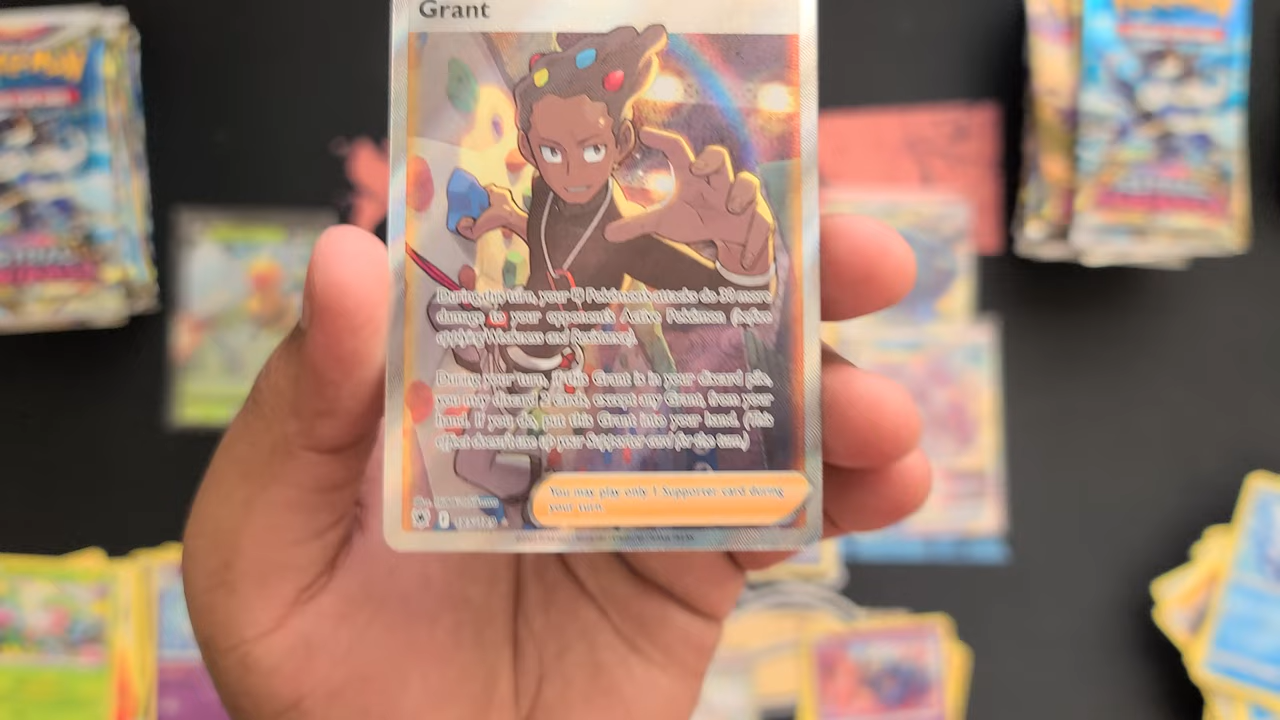 Grant
During this turn, your Pokémon's attacks do 30 more
damage to your opponent's Active Pokémon (before
applying Weakness and Resistance).
During your turn, if this Grant is in your discard pile,
you may discard 2 cards, except any Grant, from your
hand. If you do, put this Grant into your hand. (This
effect doesn't use up your Supporter card for the turn.)
You may play only 1 Supporter card during
your turn.